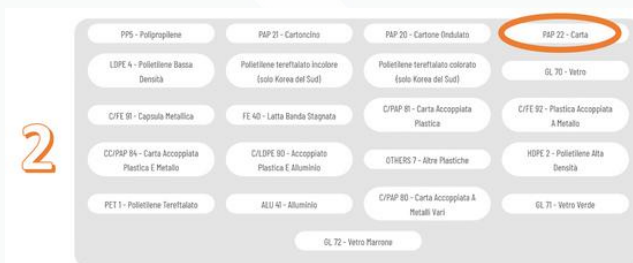 PP5 - Polipropilene
PAP 21 - Cartoncino
PAP 20 - Cartone Ondulato
PAP 22 - Carta
LDPE 4 - Polietilene Bassa
Densità
Polietilene tereftalato incolore
(solo Korea del Sud)
Polietilene tereftalato colorato
(solo Korea del Sud)
GL 70 - Vetro
2
C/FE 91 - Capsula Metallica
FE 40 - Latta Banda Stagnata
C/PAP 81 - Carta Accoppiata
Plastica
C/FE 92 - Plastica Accoppiata
A Metallo
CC/PAP 84 - Carta Accoppiata
Plastica E Metallo
C/LDPE 90 - Accoppiato
Plastica E Alluminio
OTHERS 7 - Altre Plastiche
HDPE 2 - Polietilene Alta
Densità
PET 1 - Polietilene Tereftalato
ALU 41 - Alluminio
C/PAP 80 - Carta Accoppiata A
Metalli Vari
GL 71 - Vetro Verde
GL 72 - Vetro Marrone